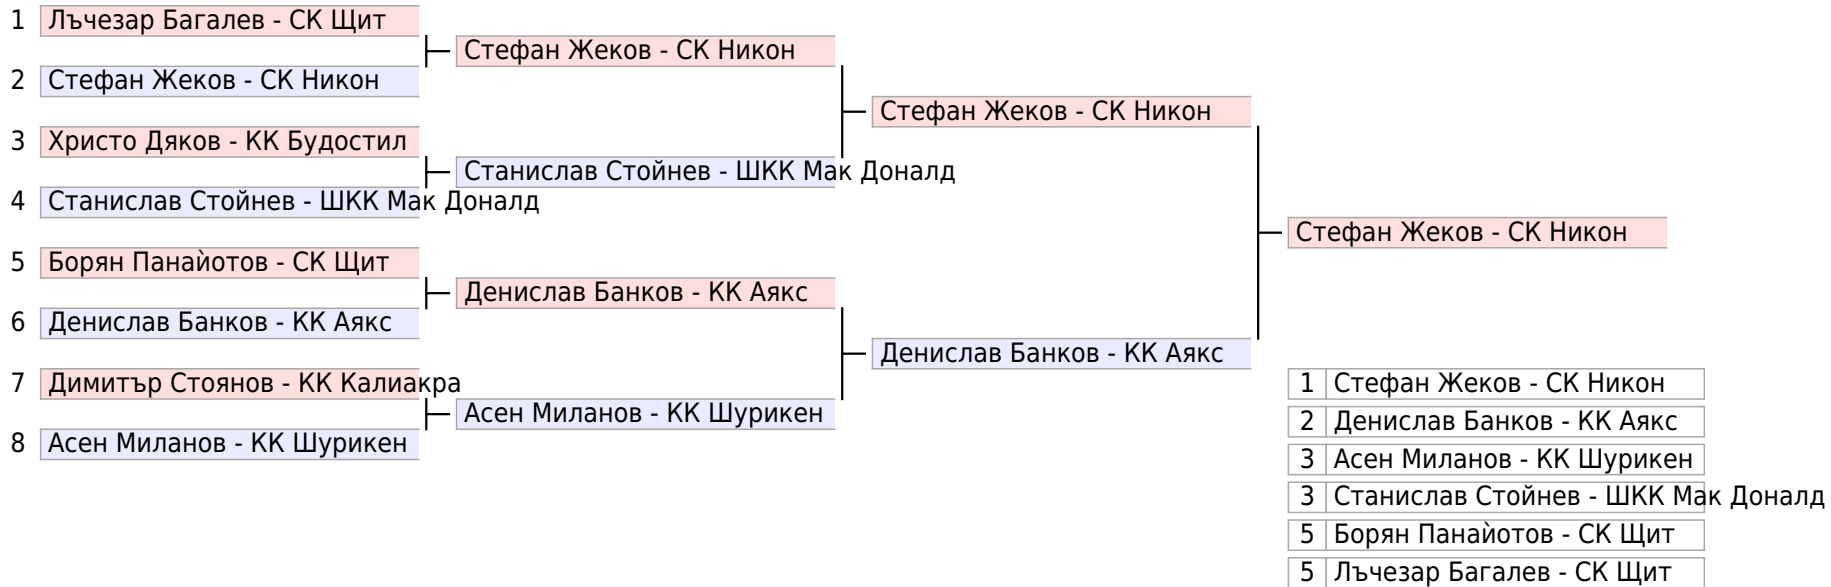 1 Лъчезар Багалев - СК Щит
Стефан Жеков - СК Никон
2 Стефан Жеков - СК Никон
Стефан Жеков - СК Никон
3 Христо Дяков - КК Будостил
Станислав Стойнев - ШКК Мак Доналд
4 Станислав Стойнев - ШКК Мак Доналд
Стефан Жеков - СК Никон
5 Борян Панаѝотов - СК Щит
Денислав Банков - КК Аякс
6 Денислав Банков - КК Аякс
Денислав Банков - КК Аякс
7 Димитър Стоянов - КК Калиакра
Асен Миланов - КК Шурикен
8 Асен Миланов - КК Шурикен
1 Стефан Жеков - СК Никон
2 Денислав Банков - КК Аякс
3 Асен Миланов - КК Шурикен
3 Станислав Стойнев - ШКК Мак Доналд
5 Борян Панаѝотов - СК Щит
5 Лъчезар Багалев - СК Щит